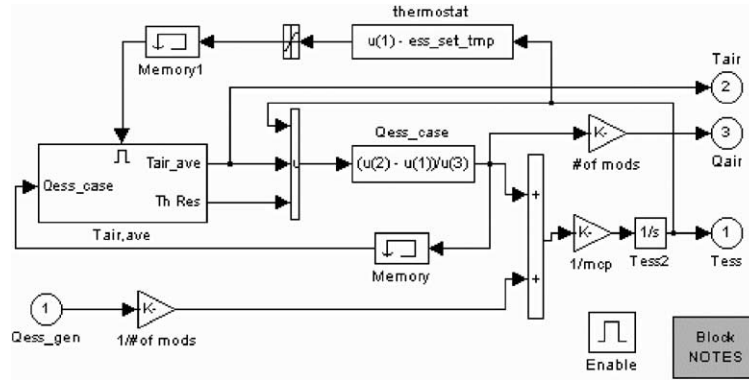 thermostat
u(1) - ess_set_tmp
Memory1
Tair
2
Qess_case
(u(2) - u(1))/u(3)
K-
#of mods
3
Qair
Tair_ave
Qess_case
Th Res
Tair,ave
U
+
+
K-
1/mcp
1/s
Tess2
1
Tess
Memory
1
Qess_gen
K-
1/#of mods
Enable
Block
NOTES